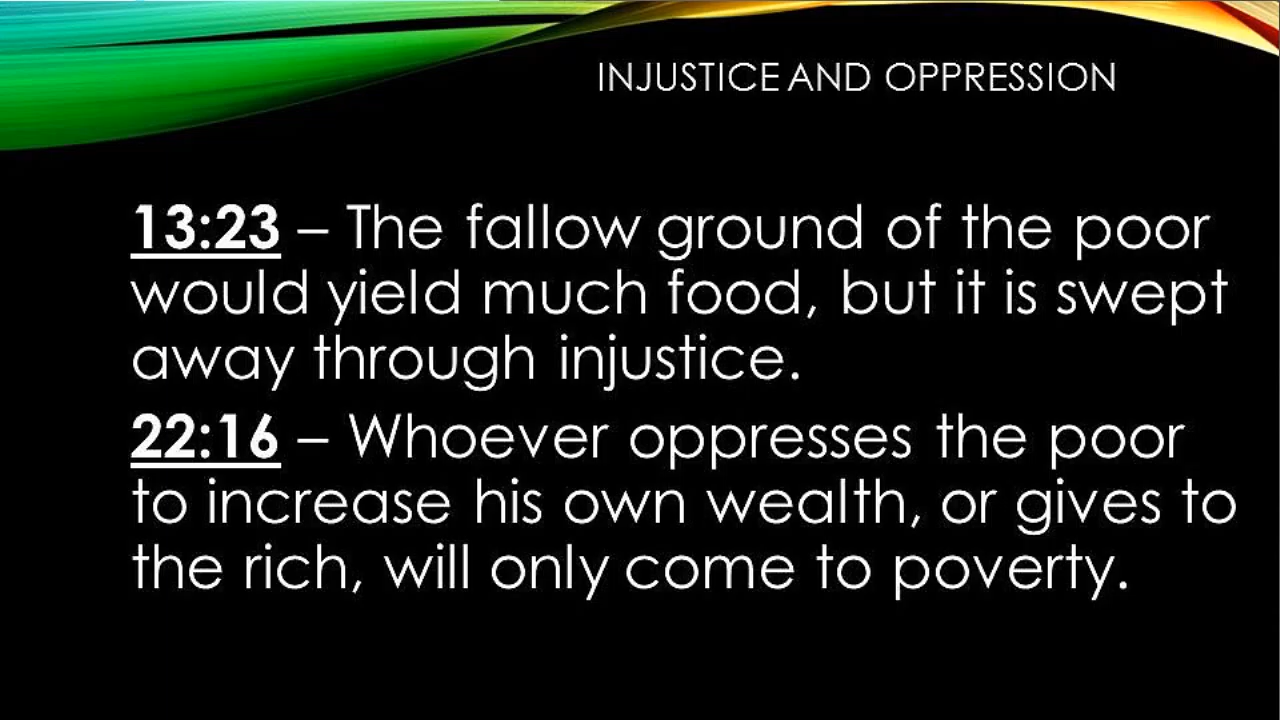 INJUSTICE AND OPPRESSION
13:23 – The fallow ground of the poor
would yield much food, but it is swept
away through injustice.
22:16 – Whoever oppresses the poor
to increase his own wealth, or gives to
the rich, will only come to poverty.